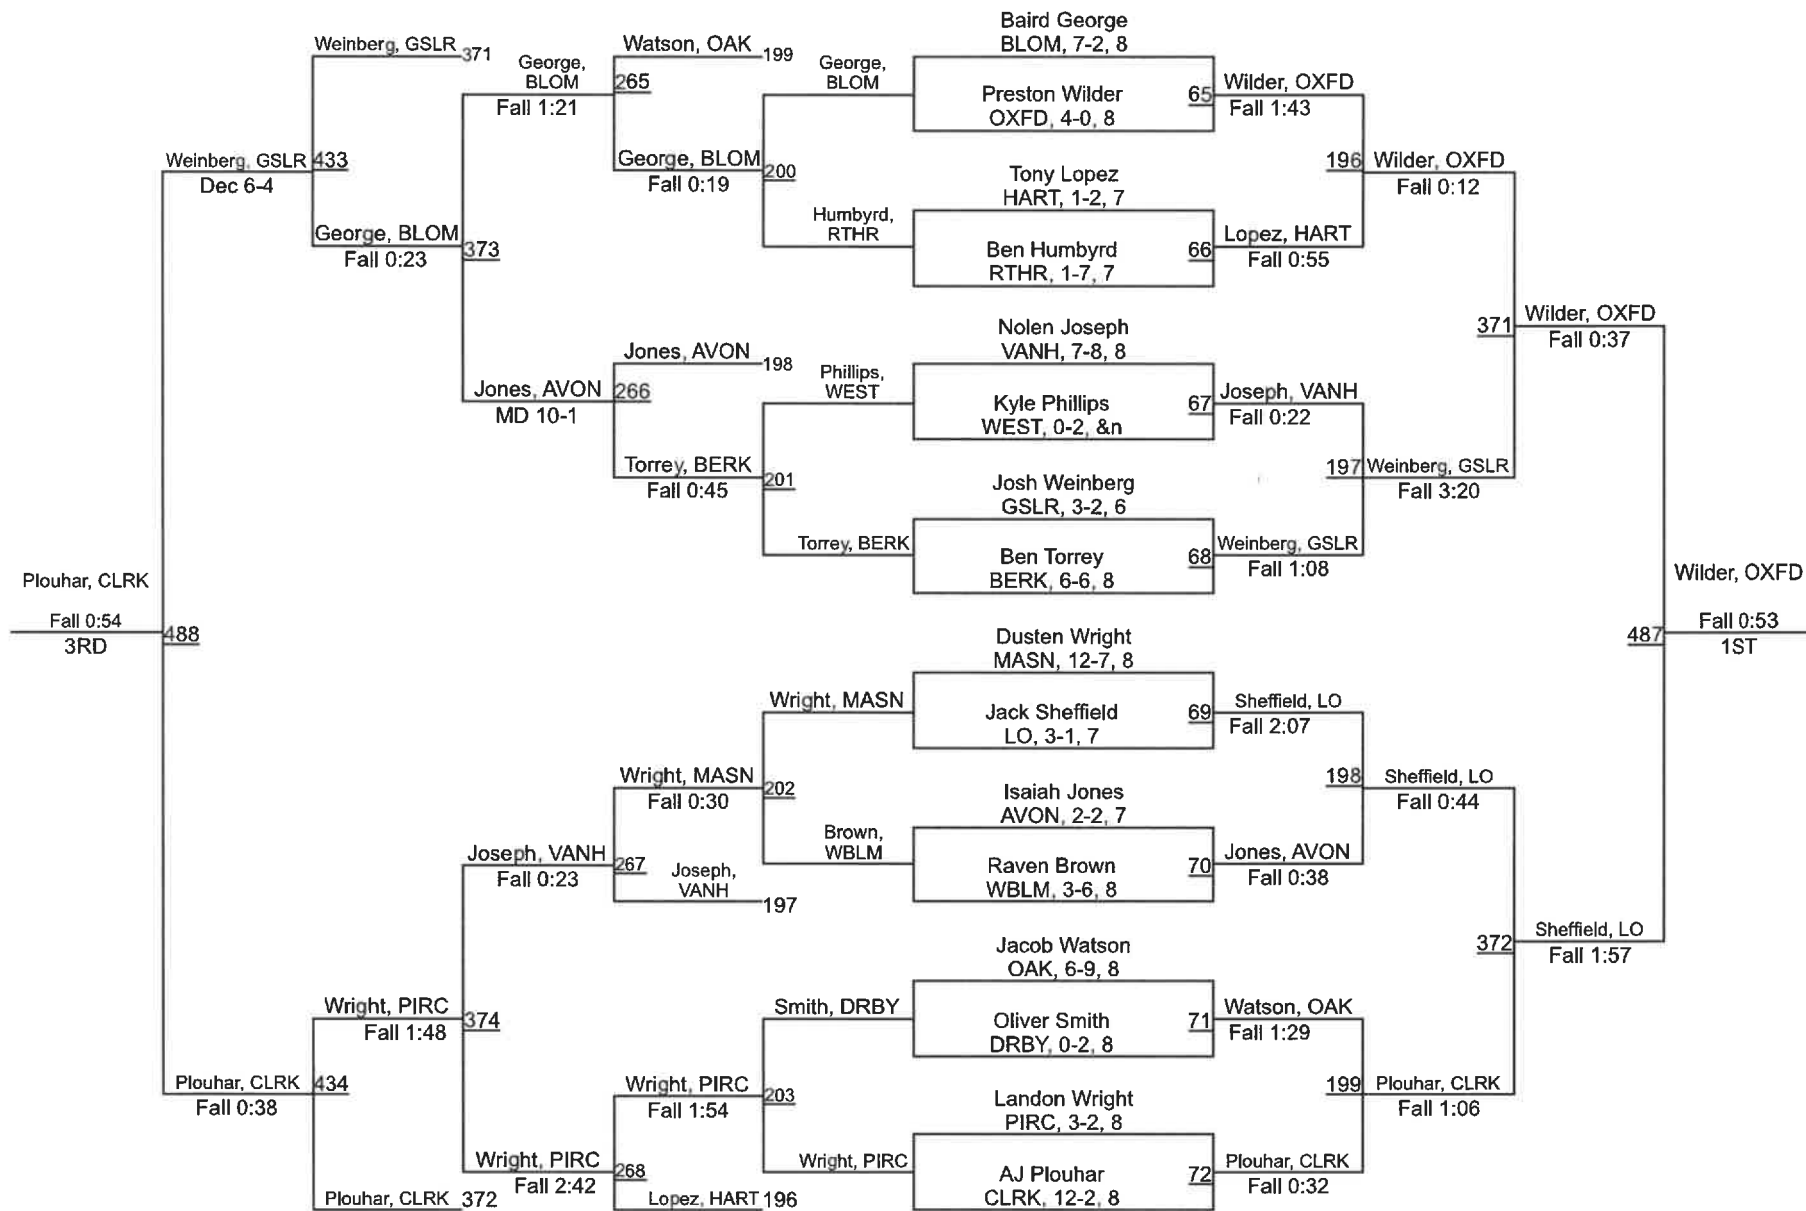 Baird George
BLOM, 7-2, 8
Preston Wilder
OXFD, 4-0, 8
65
Tony Lopez
HART, 1-2, 7
Ben Humbyrd
RTHR, 1-7, 7
66
Nolen Joseph
VANH, 7-8, 8
Kyle Phillips
WEST, 0-2, &n
67
Josh Weinberg
GSLR, 3-2, 6
Ben Torrey
BERK, 6-6, 8
68
Dusten Wright
MASN, 12-7, 8
Jack Sheffield
LO, 3-1, 7
69
Isaiah Jones
AVON, 2-2, 7
Raven Brown
WBLM, 3-6, 8
70
Jacob Watson
OAK, 6-9, 8
Oliver Smith
DRBY, 0-2, 8
71
Landon Wright
PIRC, 3-2, 8
AJ Plouhar
CLRK, 12-2, 8
72
Wilder, OXFD
Fall 1:43
Lopez, HART
Fall 0:55
Joseph, VANH
Fall 0:22
Weinberg, GSLR
Fall 1:08
Sheffield, LO
Fall 2:07
Jones, AVON
Fall 0:38
Watson, OAK
Fall 1:29
Plouhar, CLRK
Fall 0:32
196
Wilder, OXFD
Fall 0:12
197
Weinberg, GSLR
Fall 3:20
198
Sheffield, LO
Fall 0:44
199
Plouhar, CLRK
Fall 1:06
371
Wilder, OXFD
Fall 0:37
372
Sheffield, LO
Fall 1:57
487
Wilder, OXFD
Fall 0:53
1ST
George,
BLOM
Humbyrd,
RTHR
Phillips,
WEST
Torrey, BERK
Wright, MASN
Brown,
WBLM
Smith, DRBY
Wright, PIRC
Watson, OAK
199
George, BLOM
Fall 0:19
200
Jones, AVON
198
Torrey, BERK
Fall 0:45
201
Wright, MASN
Fall 0:30
202
Joseph,
VANH
197
Wright, PIRC
Fall 1:54
203
Lopez, HART
196
George,
BLOM
Fall 1:21
265
Jones, AVON
MD 10-1
266
Joseph, VANH
Fall 0:23
267
Wright, PIRC
Fall 2:42
268
Weinberg, GSLR
371
George, BLOM
Fall 0:23
373
Wright, PIRC
Fall 1:48
374
Plouhar, CLRK
372
Weinberg, GSLR
Dec 6-4
433
Plouhar, CLRK
Fall 0:38
434
Plouhar, CLRK
Fall 0:54
3RD
488